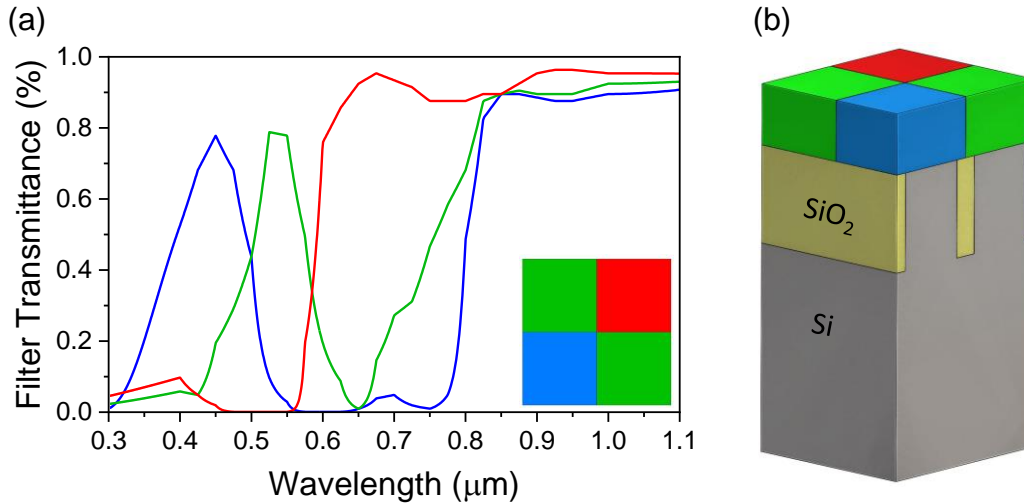 (a)
Filter Transmittance (%)
1.0
0.8
0.6
0.4
0.2
0.0
0.3 0.4 0.5 0.6 0.7 0.8 0.9 1.0 1.1
Wavelength (μm)
(b)
SiO₂
Si